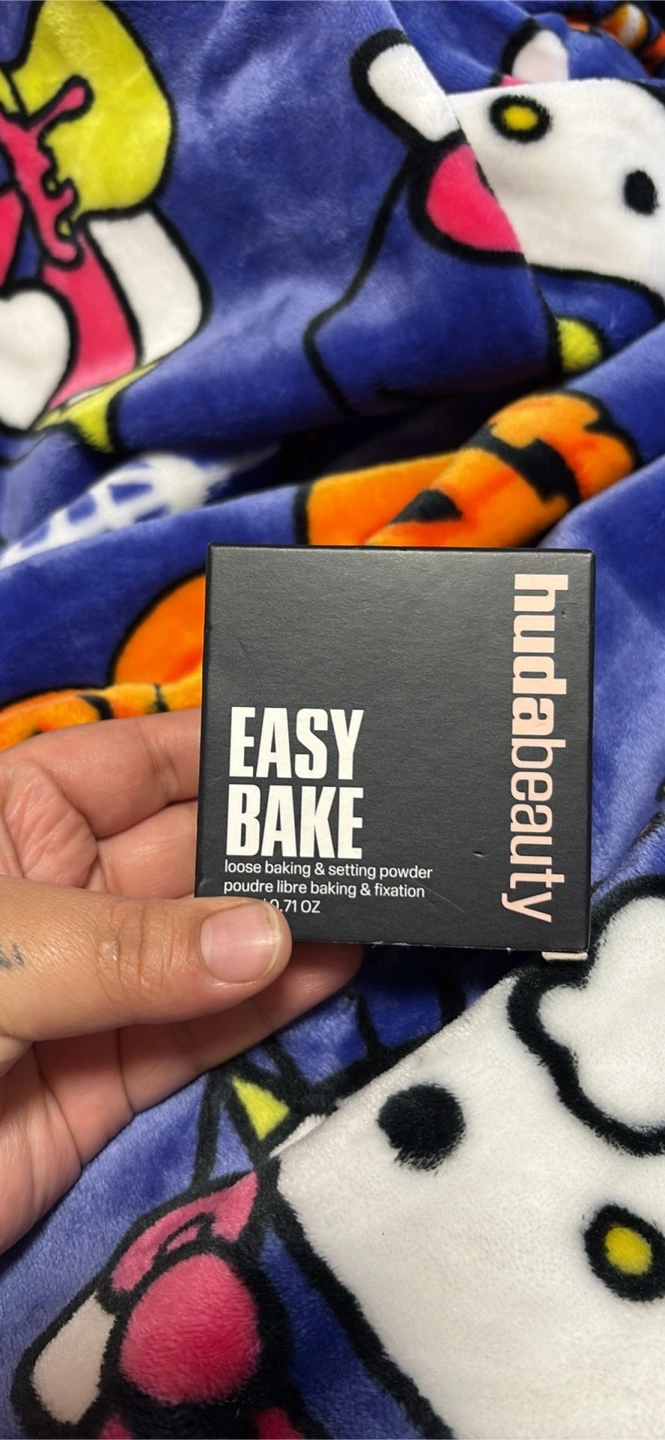 EASY
BAKE
loose baking & setting powder
poudre libre baking & fixation
0.71 OZ
hudabeauty